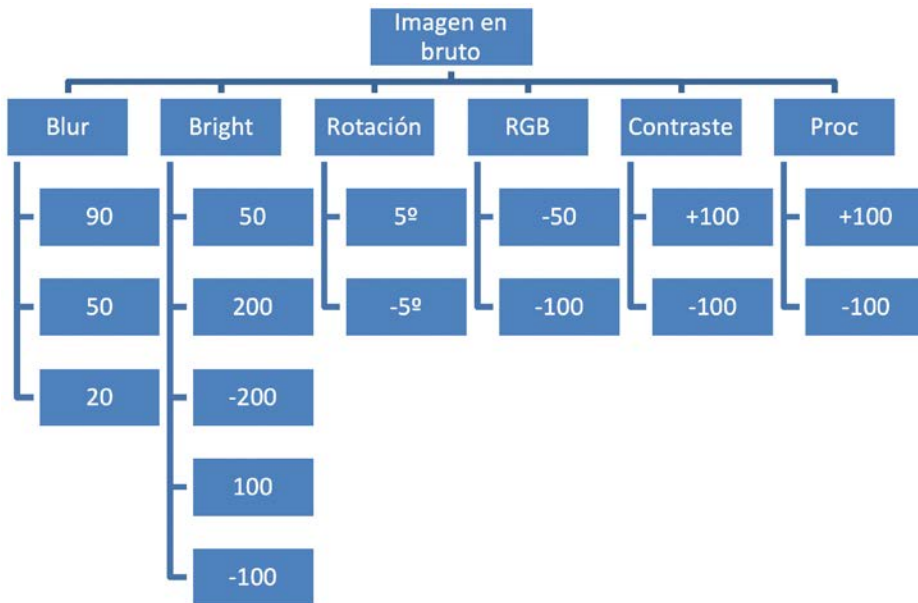 Imagen en
bruto
Blur
Bright
Rotación
RGB
Contraste
Proc
90
50
5º
-50
+100
+100
50
200
-5º
-100
-100
-100
20
-200
100
-100